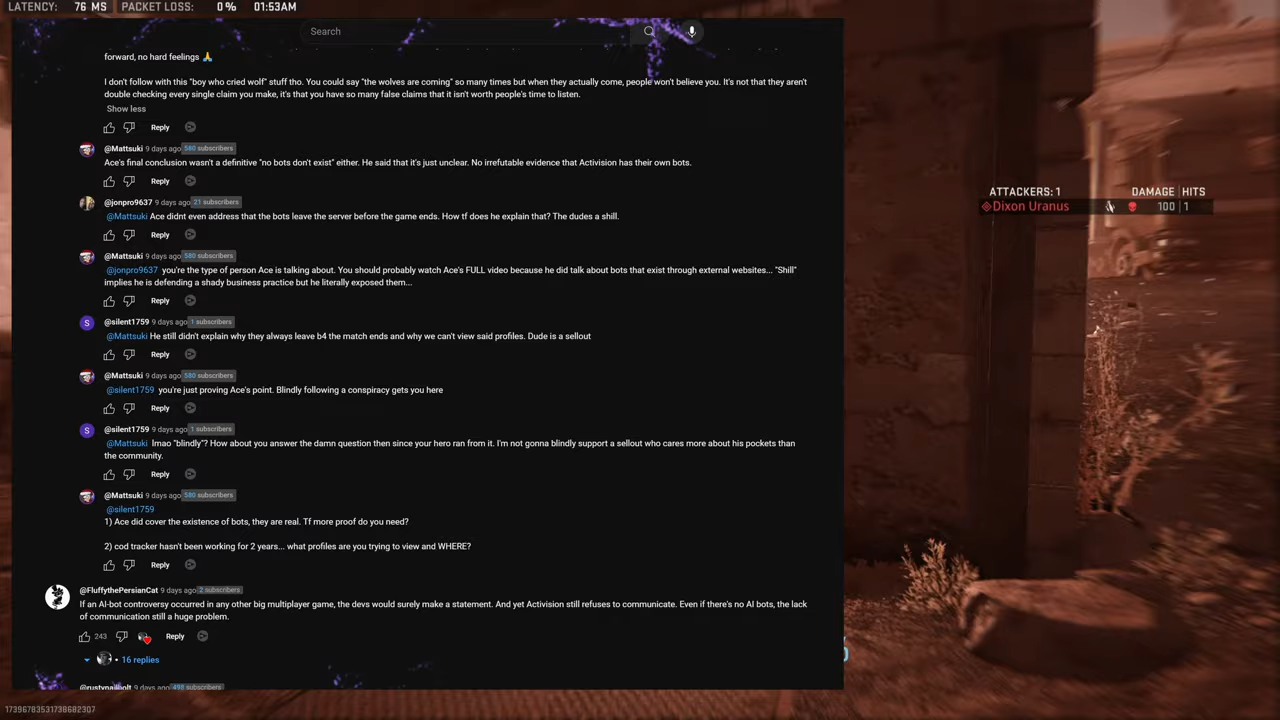 LATENCY: 76 MS PACKET LOSS: 0 % 01:53AM
Search
forward, no hard feelings 🙏
I don't follow with this "boy who cried wolf" stuff tho. You could say "the wolves are coming" so many times but when they actually come, people won't believe you. It's not that they aren't
double checking every single claim you make, it's that you have so many false claims that it isn't worth people's time to listen.
Show less
Reply
@Mattsuki 9 days ago 580 subscribers
Ace's final conclusion wasn't a definitive "no bots don't exist" either. He said that it's just unclear. No irrefutable evidence that Activision has their own bots.
Reply
@jonpro9637 9 days ago 21 subscribers
@Mattsuki Ace didnt even address that the bots leave the server before the game ends. How tf does he explain that? The dudes a shill.
Reply
@Mattsuki 9 days ago 580 subscribers
@jonpro9637 you're the type of person Ace is talking about. You should probably watch Ace's FULL video because he did talk about bots that exist through external websites... "Shill"
implies he is defending a shady business practice but he literally exposed them...
Reply
S @silent1759 9 days ago 1 subscribers
@Mattsuki He still didn't explain why they always leave b4 the match ends and why we can't view said profiles. Dude is a sellout
Reply
@Mattsuki 9 days ago 580 subscribers
@silent1759 you're just proving Ace's point. Blindly following a conspiracy gets you here
Reply
S @silent1759 9 days ago 1 subscribers
@Mattsuki lmao "blindly"? How about you answer the damn question then since your hero ran from it. I'm not gonna blindly support a sellout who cares more about his pockets than
the community.
Reply
@Mattsuki 9 days ago 580 subscribers
@silent1759
1) Ace did cover the existence of bots, they are real. Tf more proof do you need?
2) cod tracker hasn't been working for 2 years... what profiles are you trying to view and WHERE?
Reply
@FluffythePersianCat 9 days ago 2 subscribers
If an AI-bot controversy occurred in any other big multiplayer game, the devs would surely make a statement. And yet Activision still refuses to communicate. Even if there's no AI bots, the lack
of communication still a huge problem.
243 Reply
• 16 replies
9 days ago 498 subscribers
ATTACKERS: 1 DAMAGE | HITS
Dixon Uranus 100 | 1
17396783531738682307